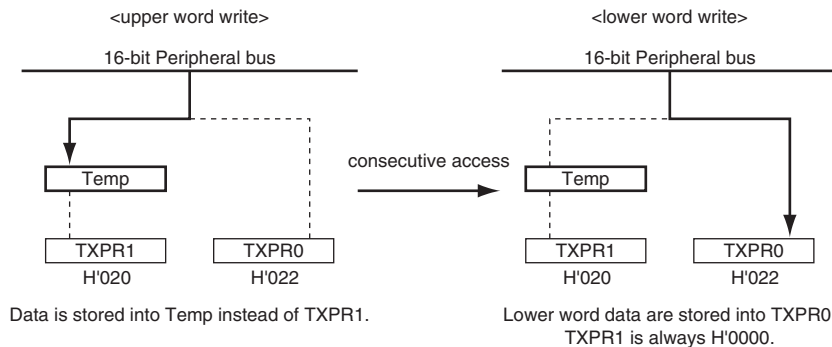 <upper word write>
16-bit Peripheral bus
Temp
TXPR1
TXPR0
H'020
H'022
Data is stored into Temp instead of TXPR1.
consecutive access
<lower word write>
16-bit Peripheral bus
Temp
TXPR1
TXPR0
H'020
H'022
Lower word data are stored into TXPR0
TXPR1 is always H'0000.